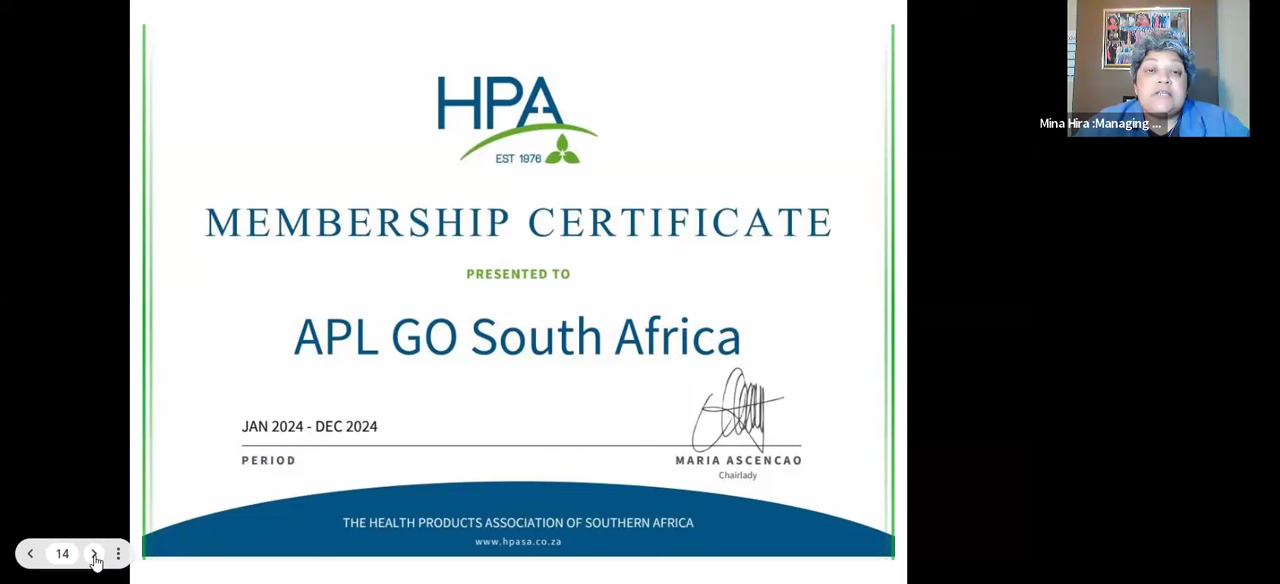 HPA
EST 1976
MEMBERSHIP CERTIFICATE
PRESENTED TO
APL GO South Africa
JAN 2024 - DEC 2024
PERIOD
MARIA ASCENCAO
Chairlady
THE HEALTH PRODUCTS ASSOCIATION OF SOUTHERN AFRICA
www.hpasa.co.za
Mina Hira :Managing ...
14